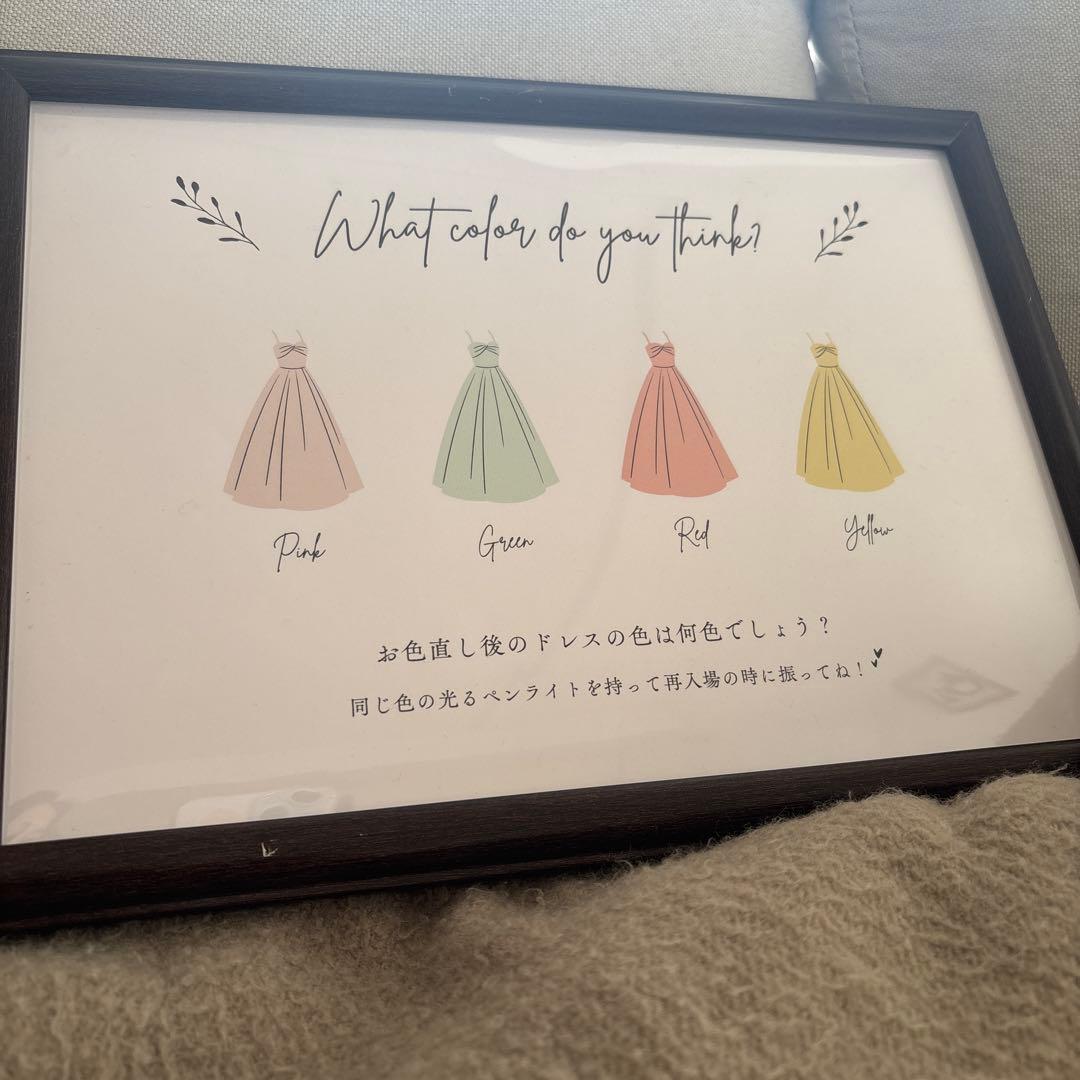 What color do you think?
Pink
Green
Red
Yellow
お色直し後のドレスの色は何色でしょう？
同じ色の光るペンライトを持って再入場の時に振ってね！